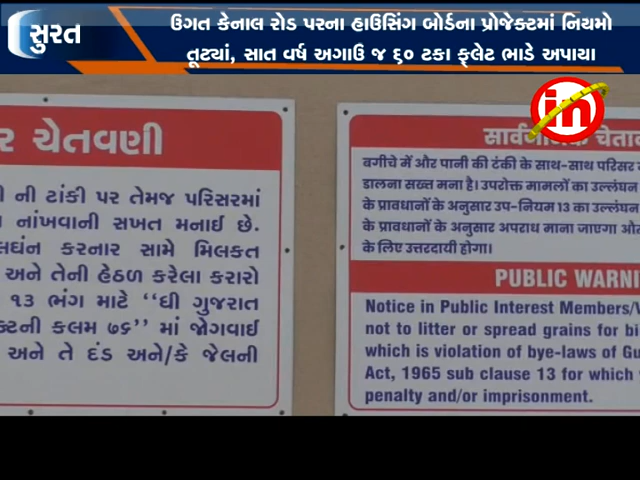 સુરત
ઉગત કેનાલ રોડ પરના હાઉસિંગ બોર્ડના પ્રોજેક્ટમાં નિયમો
તૂટ્યાં, સાત વર્ષ અગાઉ જ ૬૦ ટકા ફ્લેટ ભાડે અપાયા
in
ર ચેતવણી
ની ટાંકી પર તેમજ પરિસરમાં
નાંખવાની સખત મનાઈ છે.
લઘંન કરનાર સામે મિલકત
અને તેની હેઠળ કરેલા કરારો
૧૩ ભંગ માટે “ધી ગુજરાત
ક્ટની કલમ ૭૬” માં જોગવાઈ
અને તે દંડ અને/કે જેલની
बगीचे में और पानी की टंकी के साथ-साथ परिसर
डालना सख्त मना है। उपरोक्त मामलों का उल्लंघन
के प्रावधानों के अनुसार उप-नियम 13 का उल्लंघन
के प्रावधानों के अनुसार अपराध माना जाएगा और
के लिए उत्तरदायी होगा।
PUBLIC WARNI
Notice in Public Interest Members/V
not to litter or spread grains for bi
which is violation of bye-laws of Gu
Act, 1965 sub clause 13 for which
penalty and/or imprisonment.